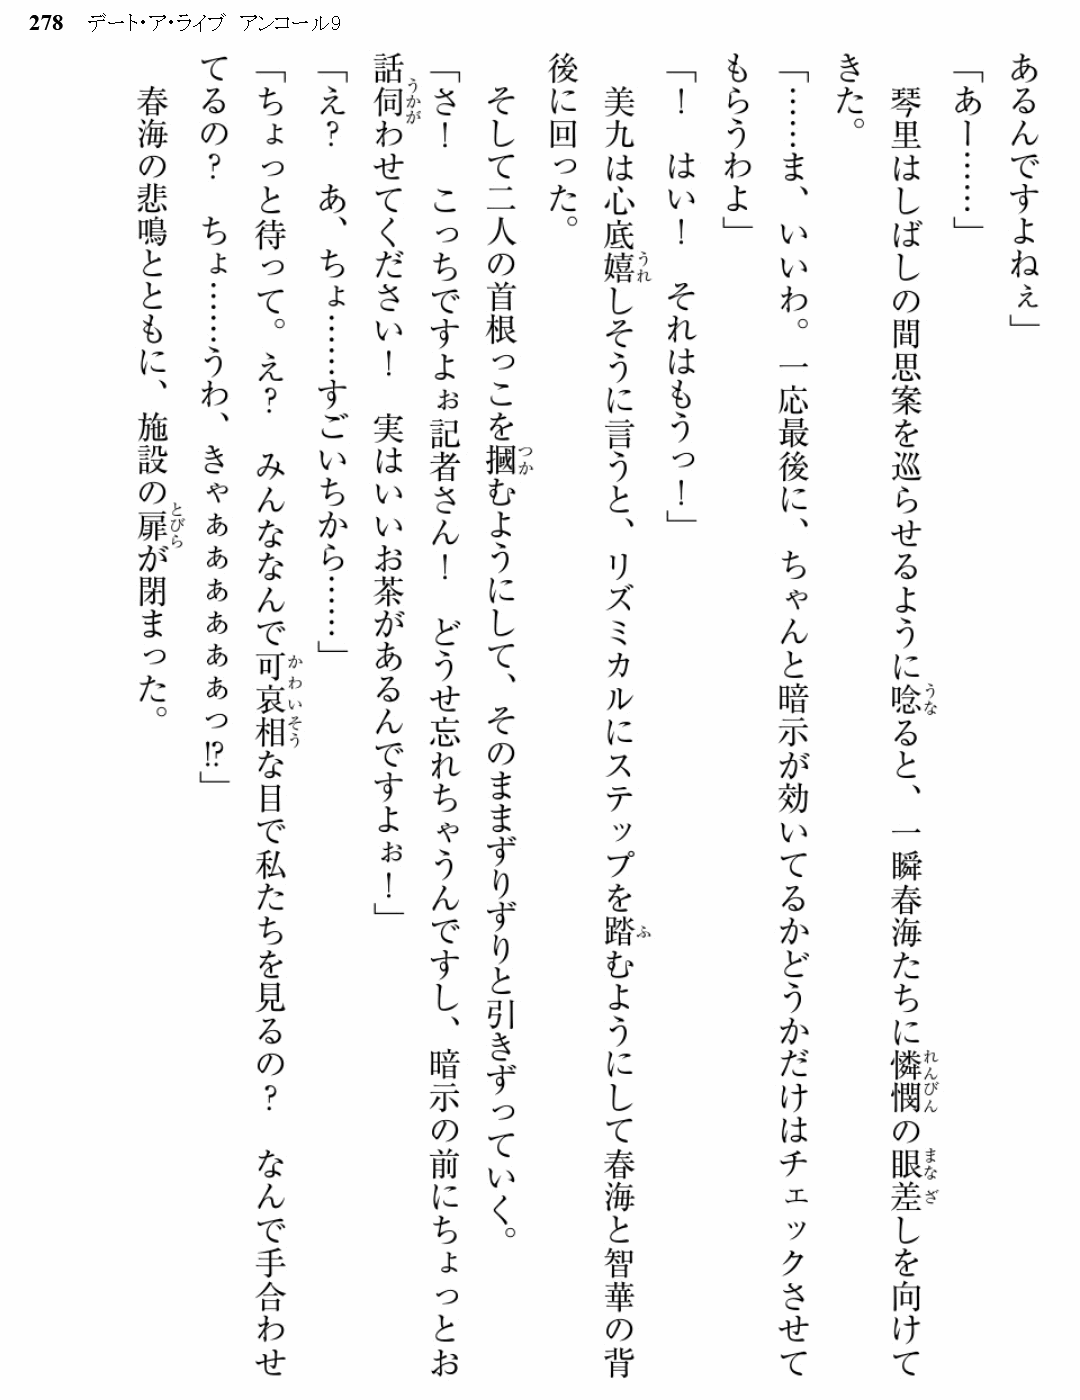 278　デート・ア・ライブ　アンコール9
あるんですよねぇ」
「あー……」
　琴里はしばしの間思案を巡らせるように唸ると、一瞬春海たちに憐憫の眼差しを向けて
きた。
「……ま、いいわ。一応最後に、ちゃんと暗示が効いてるかどうかだけはチェックさせて
もらうわよ」
「！　はい！　それはもうっ！」
　美九は心底嬉しそうに言うと、リズミカルにステップを踏むようにして春海と智華の背
後に回った。
　そして二人の首根っこを摑むようにして、そのままずりずりと引きずっていく。
「さ！　こっちですよぉ記者さん！　どうせ忘れちゃうんですし、暗示の前にちょっとお
話伺わせてください！　実はいいお茶があるんですよぉ！」
「え？　あ、ちょ……すごいちから……」
「ちょっと待って。え？　みんななんで可哀相な目で私たちを見るの？　なんで手合わせ
てるの？　ちょ……うわ、きゃぁぁぁぁぁぁっ!?」
　春海の悲鳴とともに、施設の扉が閉まった。